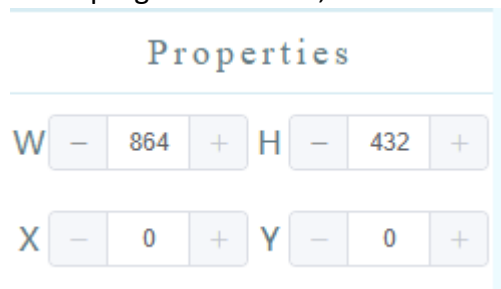 Properties
W − 864 + H − 432 +
X − 0 + Y − 0 +